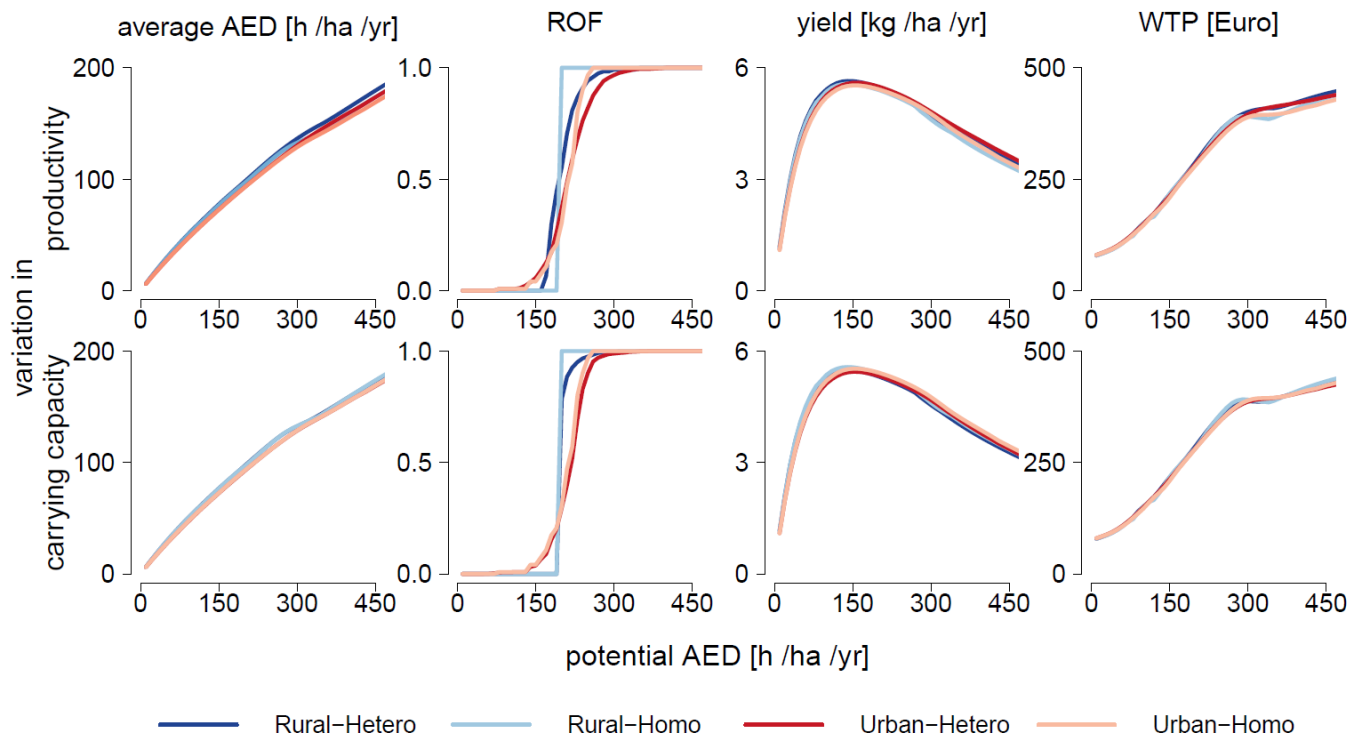 average AED [h /ha /yr] ROF yield [kg /ha /yr] WTP [Euro]
variation in
productivity
carrying capacity
200 1.0 6 500
100 0.5 3 250
0 0.0 0 0
0 150 300 450 0 150 300 450 0 150 300 450 0 150 300 450
200 1.0 6 500
100 0.5 3 250
0 0.0 0 0
0 150 300 450 0 150 300 450 0 150 300 450 0 150 300 450
potential AED [h /ha /yr]
Rural−Hetero Rural−Homo Urban−Hetero Urban−Homo